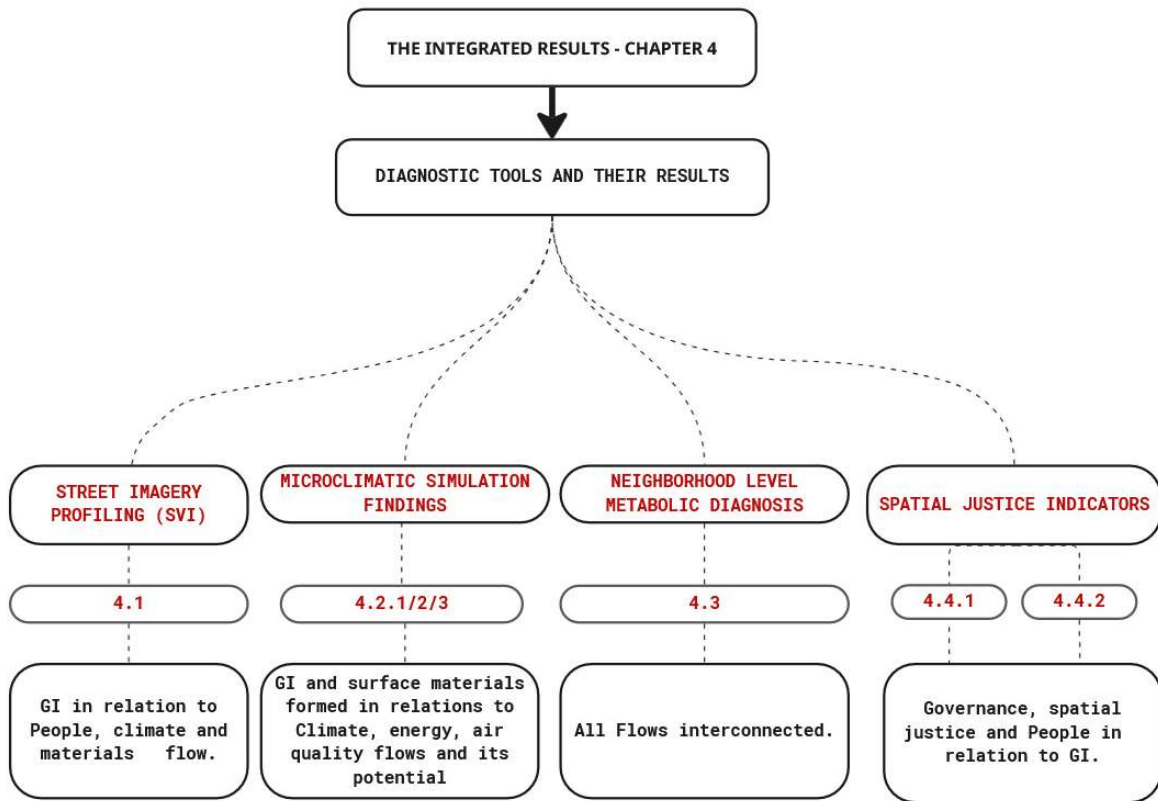 THE INTEGRATED RESULTS - CHAPTER 4
DIAGNOSTIC TOOLS AND THEIR RESULTS
STREET IMAGERY
PROFILING (SVI)
MICROCLIMATIC SIMULATION
FINDINGS
NEIGHBORHOOD LEVEL
METABOLIC DIAGNOSIS
SPATIAL JUSTICE INDICATORS
4.1
4.2.1/2/3
4.3
4.4.1
4.4.2
GI in relation to
People, climate and
materials flow.
GI and surface materials
formed in relations to
Climate, energy, air
quality flows and its
potential
All Flows interconnected.
Governance, spatial
justice and People in
relation to GI.